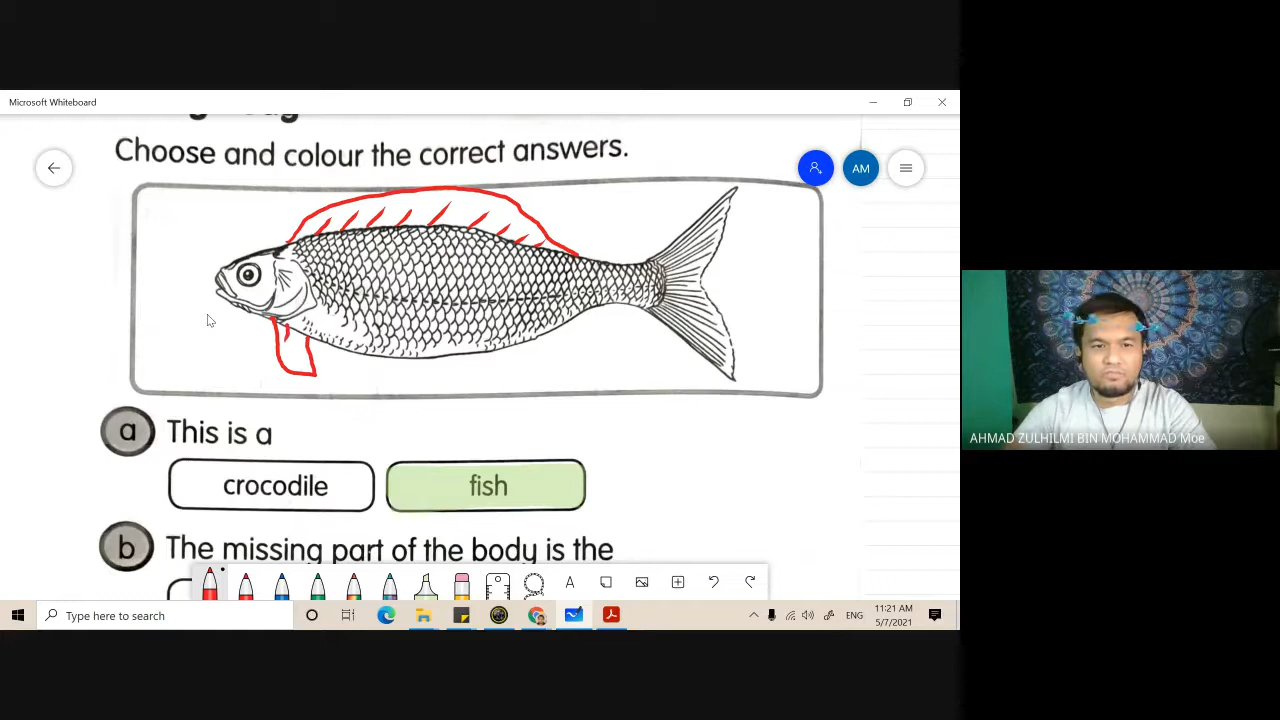 Microsoft Whiteboard
Choose and colour the correct answers.
AM
a This is a
crocodile fish
b The missing part of the body is the
A
AHMAD ZULHILMI BIN MOHAMMAD Moe
Type here to search
ENG
11:21 AM
5/7/2021